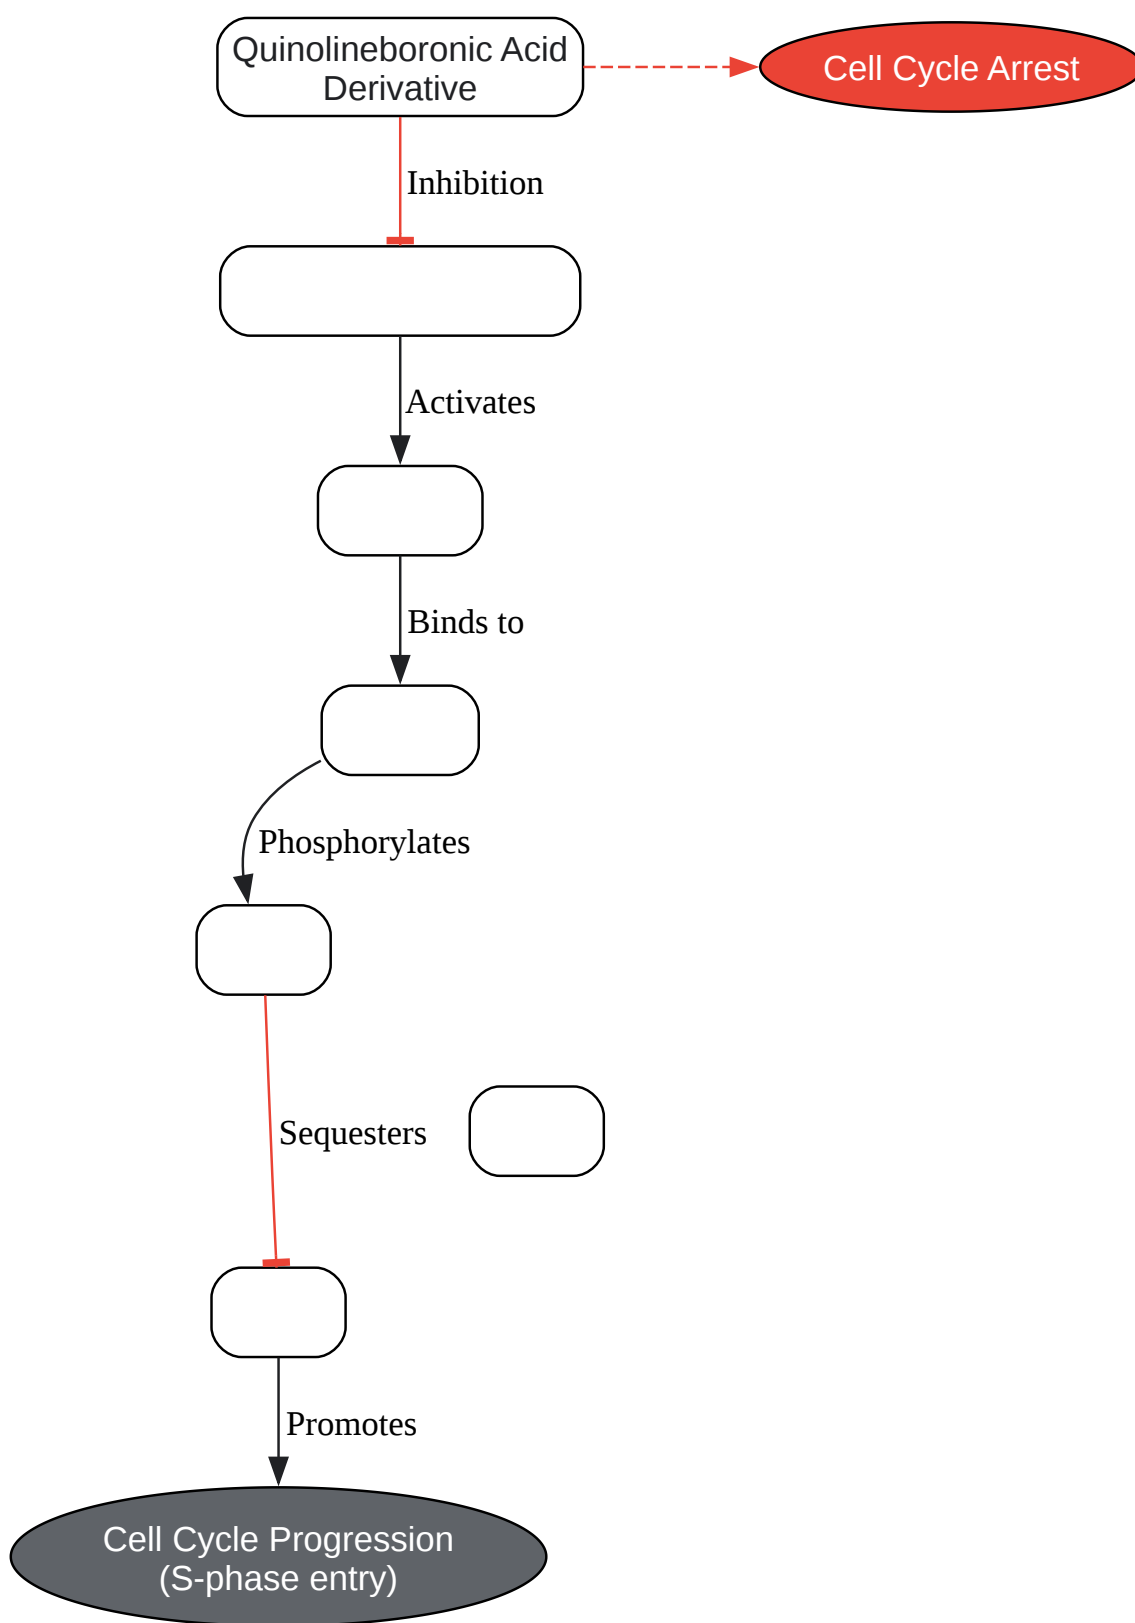 Quinolineboronic Acid
Derivative
Cell Cycle Arrest
Inhibition
Activates
Binds to
Phosphorylates
Sequesters
Promotes
Cell Cycle Progression
(S-phase entry)